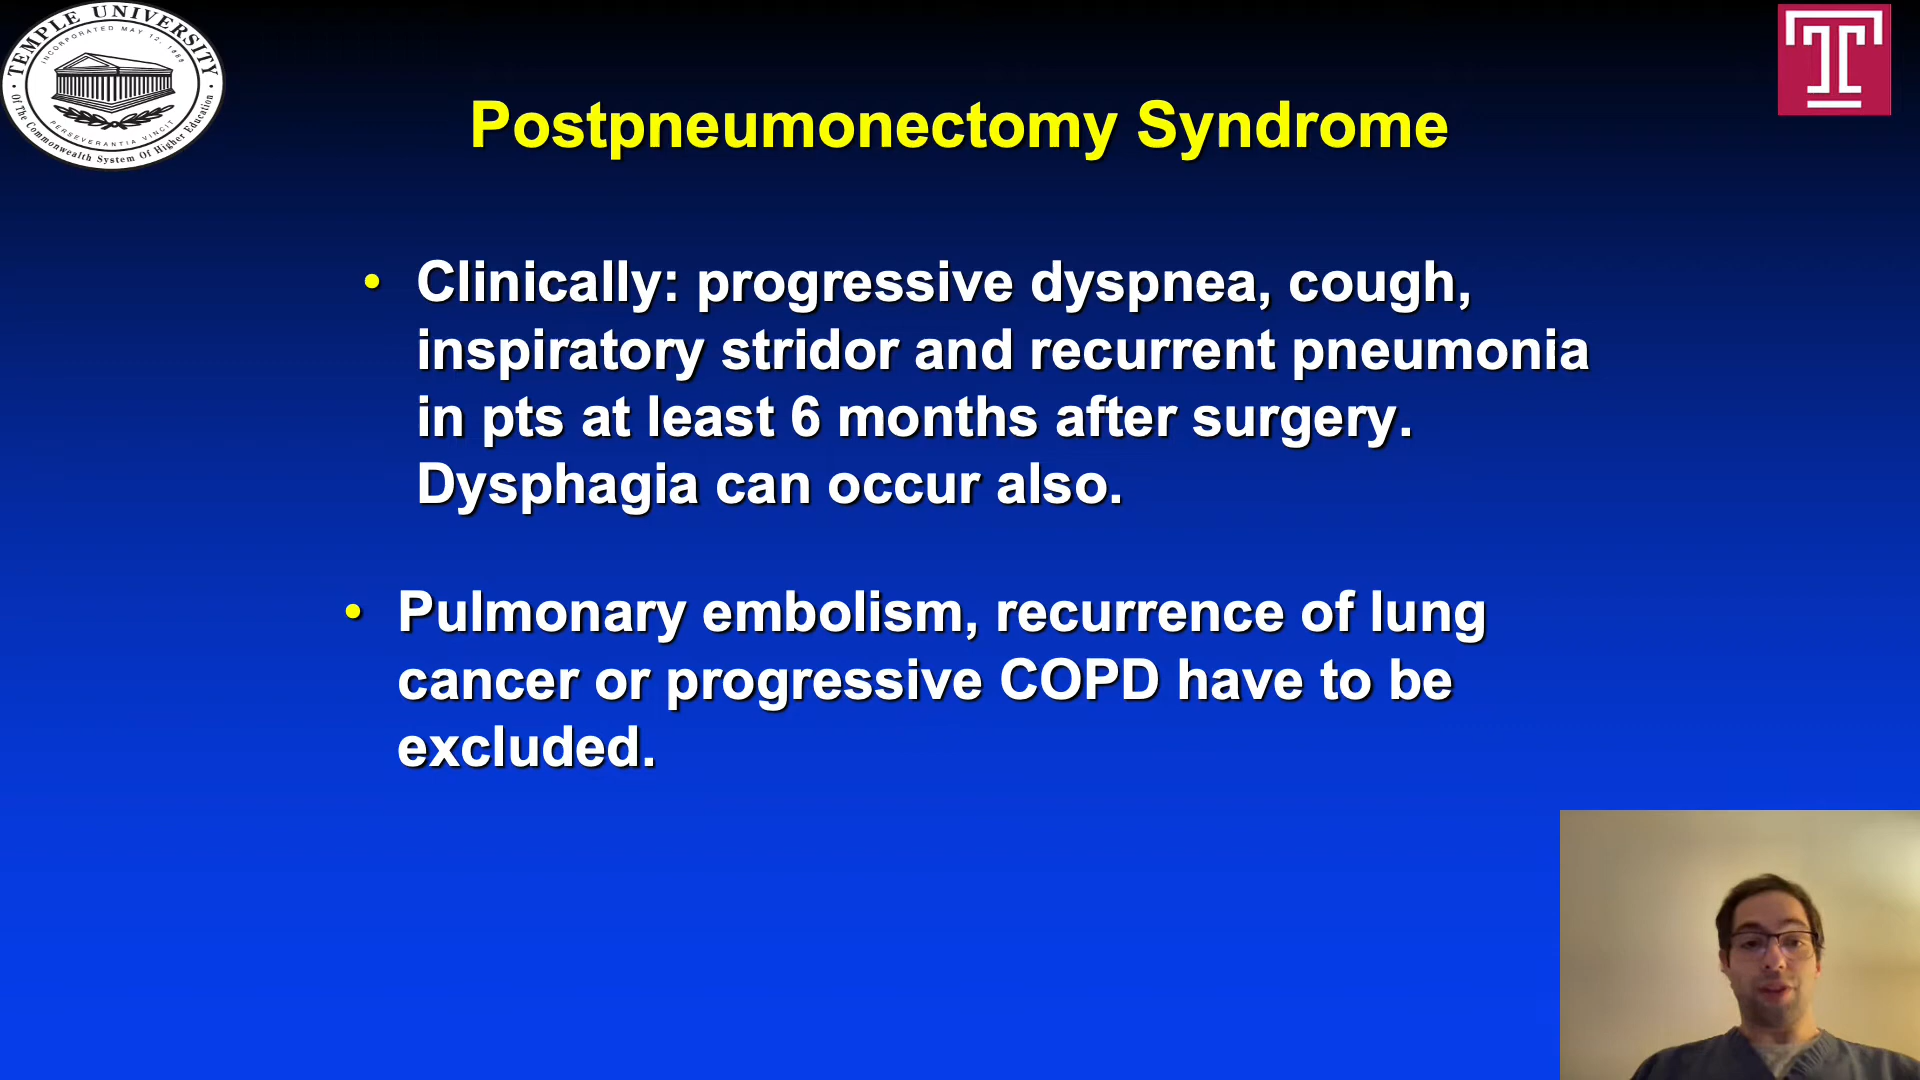 TEMPLE UNIVERSITY
INCORPORATED MAY 12, 1888
PERSEVERANTIA VINCIT
Of The Commonwealth System Of Higher Education
T
Postpneumonectomy Syndrome
• Clinically: progressive dyspnea, cough,
inspiratory stridor and recurrent pneumonia
in pts at least 6 months after surgery.
Dysphagia can occur also.
• Pulmonary embolism, recurrence of lung
cancer or progressive COPD have to be
excluded.